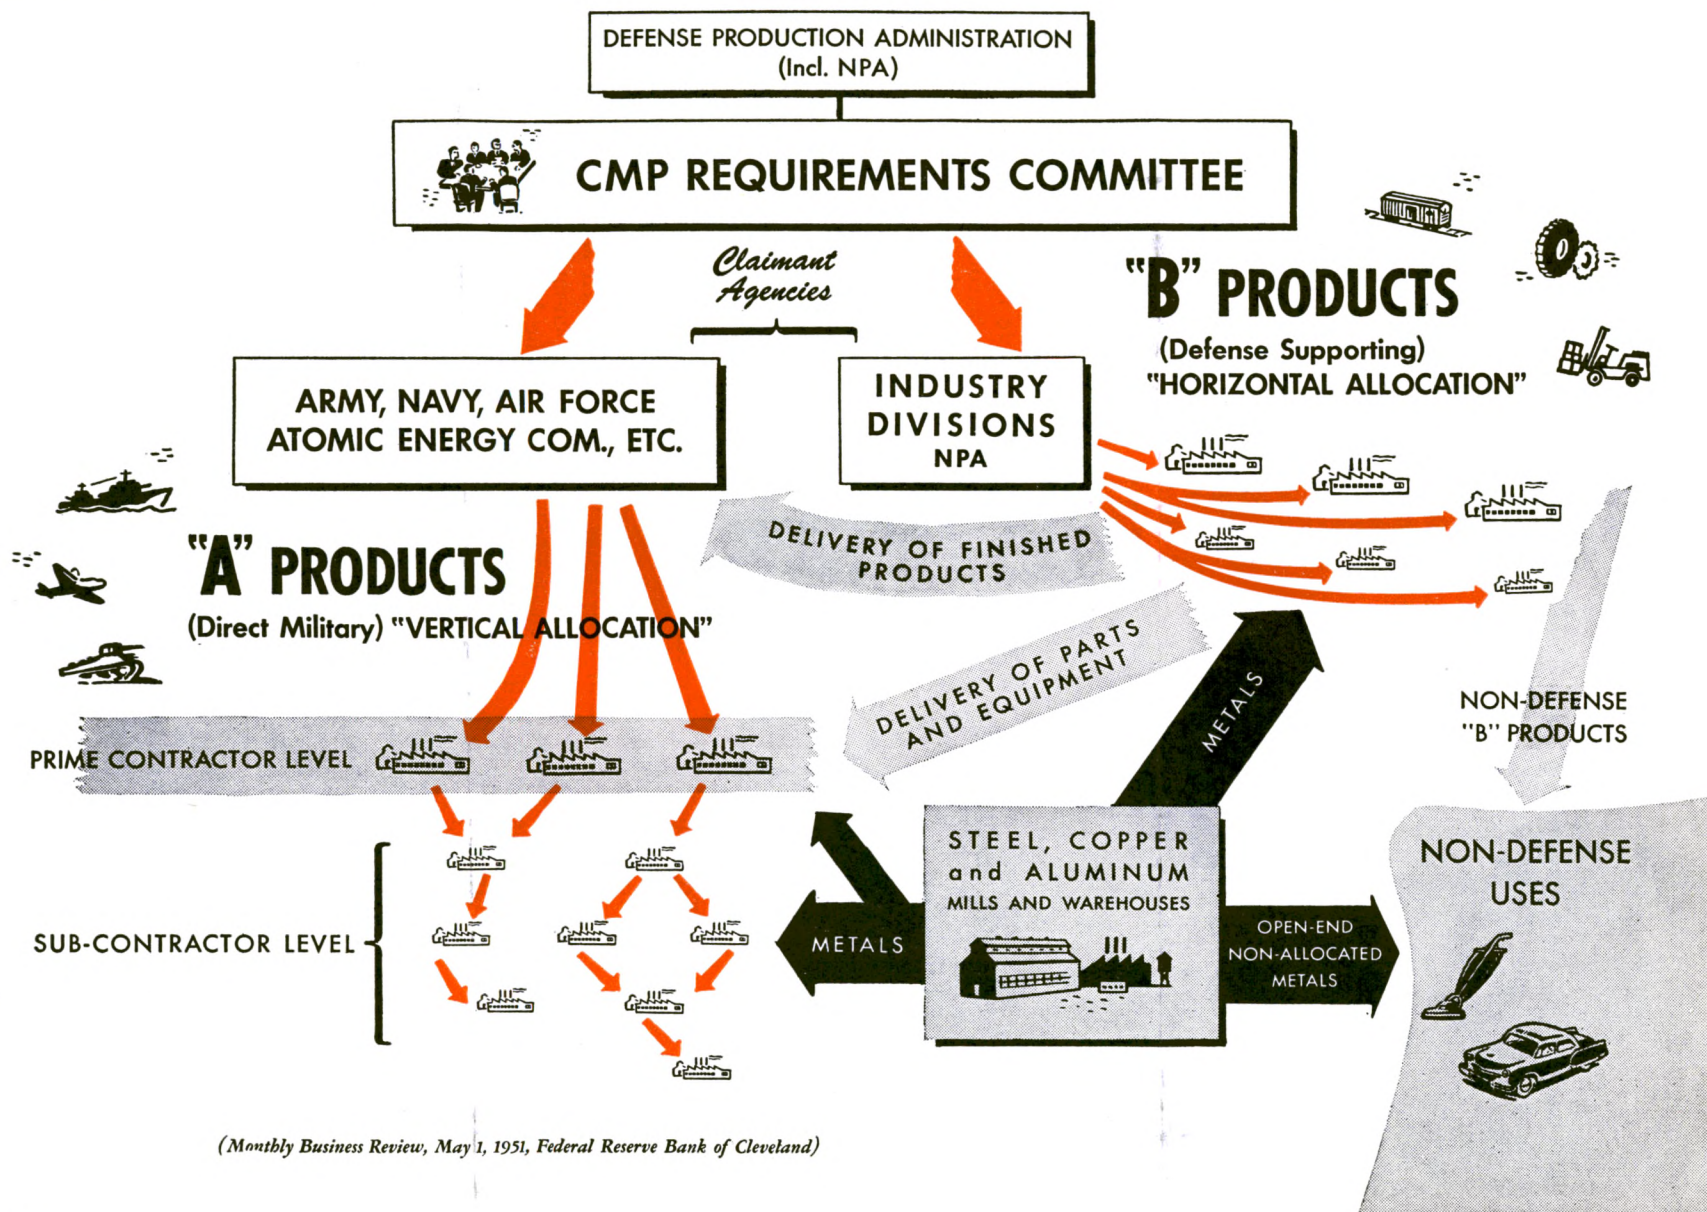 DEFENSE PRODUCTION ADMINISTRATION
(Incl. NPA)
CMP REQUIREMENTS COMMITTEE
Claimant
Agencies
"B" PRODUCTS
(Defense Supporting)
"HORIZONTAL ALLOCATION"
ARMY, NAVY, AIR FORCE
ATOMIC ENERGY COM., ETC.
INDUSTRY
DIVISIONS
NPA
"A" PRODUCTS
(Direct Military) "VERTICAL ALLOCATION"
DELIVERY OF FINISHED
PRODUCTS
DELIVERY OF PARTS
AND EQUIPMENT
METALS
NON-DEFENSE
"B" PRODUCTS
PRIME CONTRACTOR LEVEL
SUB-CONTRACTOR LEVEL
METALS
STEEL, COPPER
and ALUMINUM
MILLS AND WAREHOUSES
OPEN-END
NON-ALLOCATED
METALS
NON-DEFENSE
USES
(Monthly Business Review, May 1, 1951, Federal Reserve Bank of Cleveland)